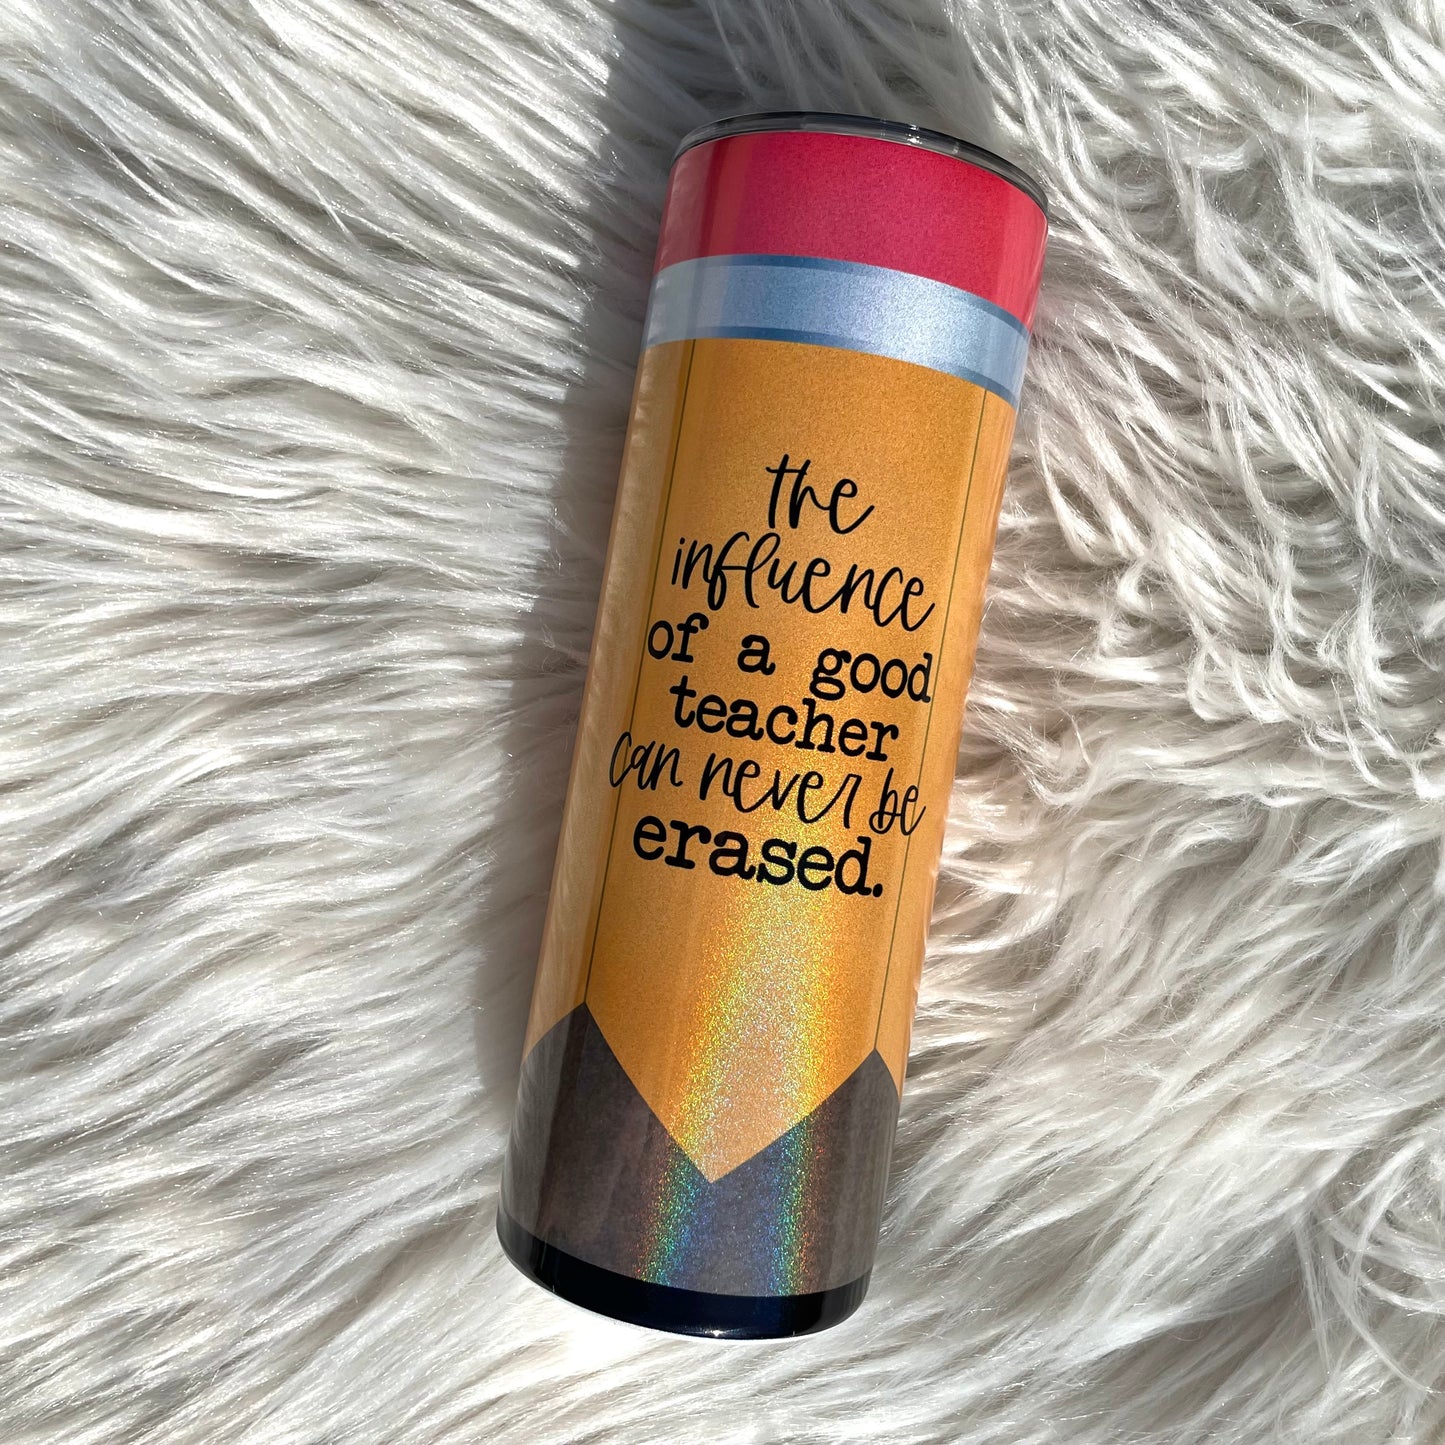 the
influence
of a good
teacher
can never be
erased.